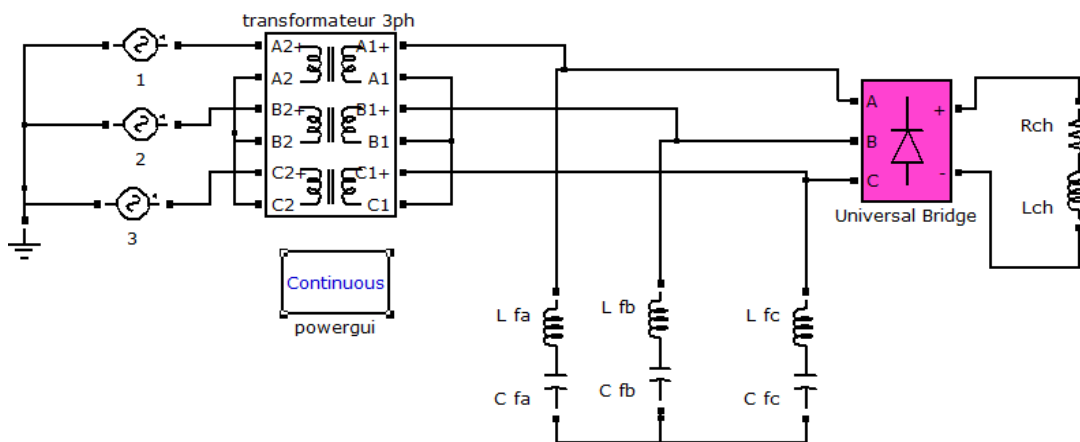 transformateur 3ph
1
2
3
A2+ A1+
A2 A1
B2+ B1+
B2 B1
C2+ C1+
C2 C1
Continuous
powergui
A
B
C
+
-
Universal Bridge
Rch
Lch
L fa
L fb
L fc
C fa
C fb
C fc